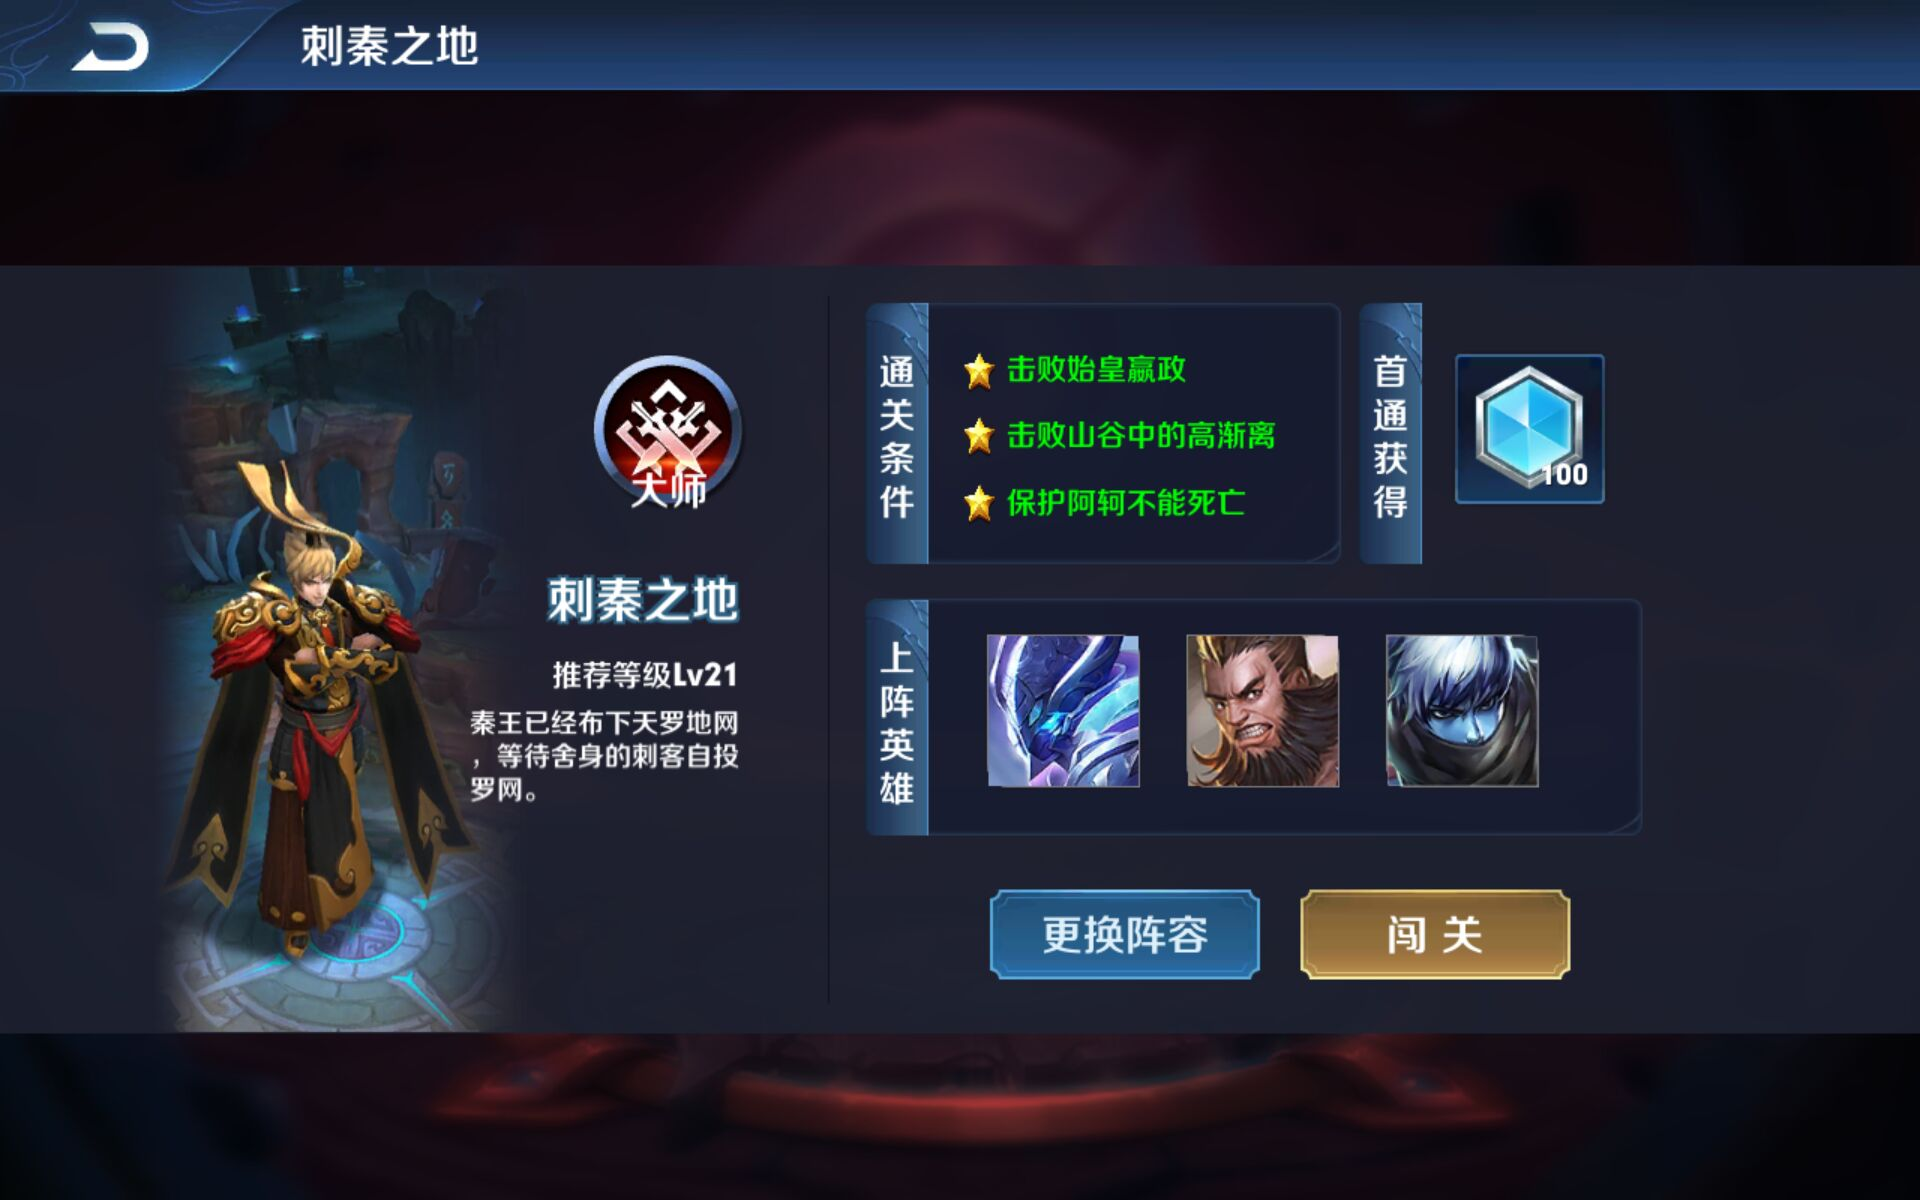 刺秦之地
大师
刺秦之地
推荐等级Lv21
秦王已经布下天罗地网
，等待舍身的刺客自投
罗网。
通关条件
击败始皇嬴政
击败山谷中的高渐离
保护阿轲不能死亡
首通获得
100
上阵英雄
更换阵容
闯关